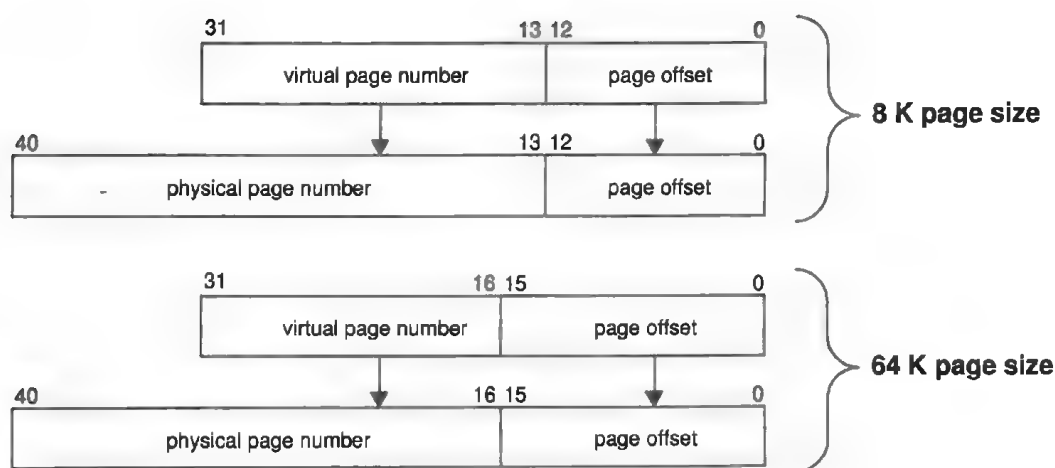 31 13 12 0
virtual page number page offset
8 K page size
40 13 12 0
physical page number page offset
31 16 15 0
virtual page number page offset
64 K page size
40 16 15 0
physical page number page offset